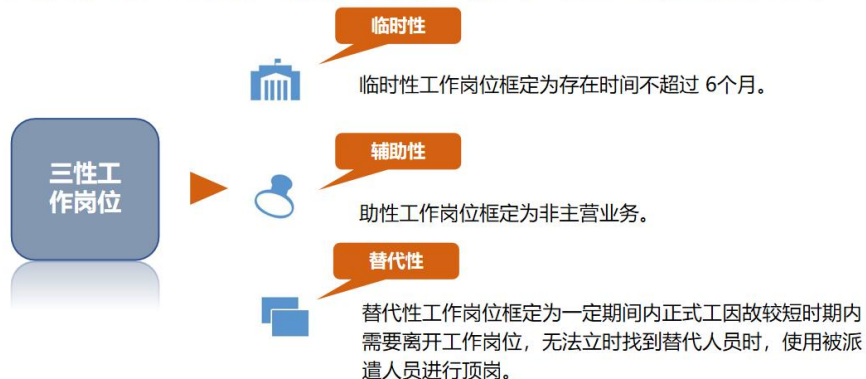 临时性
临时性工作岗位框定为存在时间不超过 6个月。
三性工
作岗位
辅助性
助性工作岗位框定为非主营业务。
替代性
替代性工作岗位框定为一定期间内正式工因故较短时期内
需要离开工作岗位，无法立时找到替代人员时，使用被派
遣人员进行顶岗。